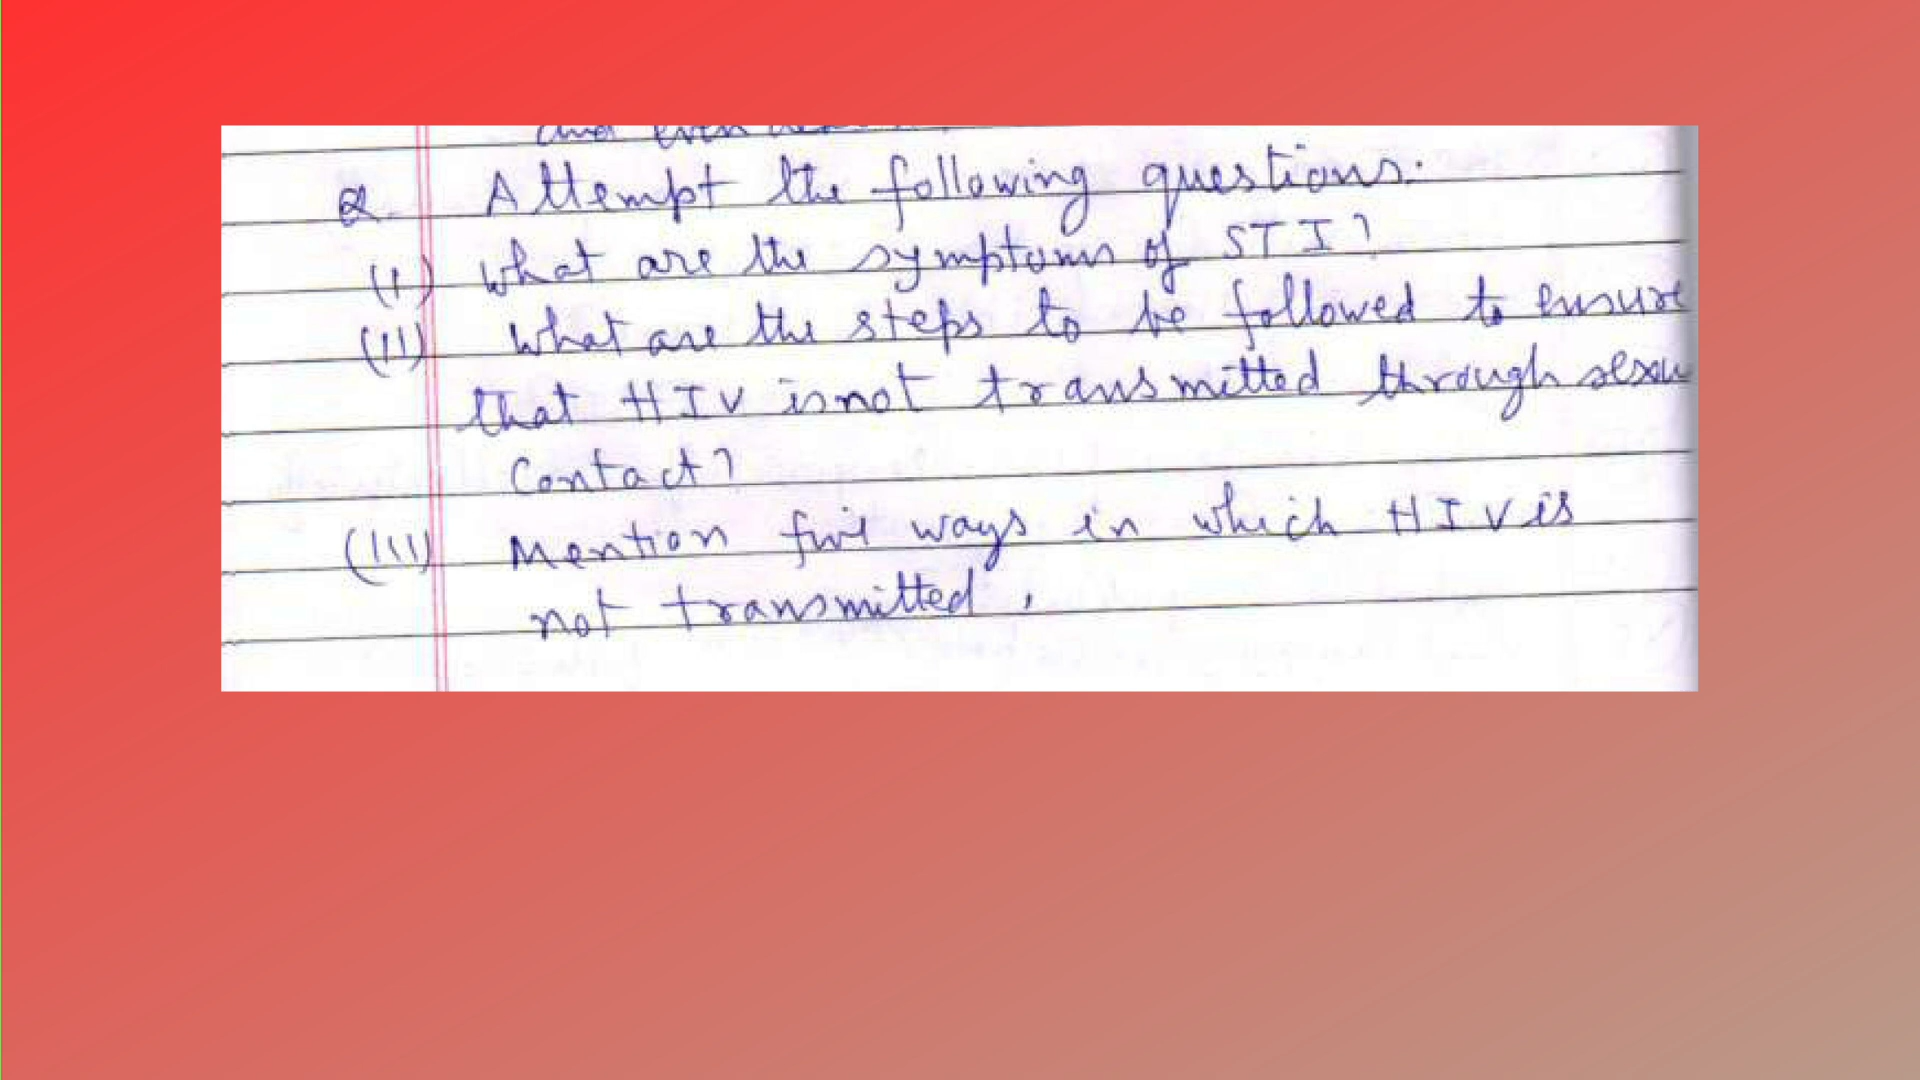 2. Attempt the following questions.
(i) What are the symptoms of STI?
(ii) What are the steps to be followed to ensure
that HIV is not transmitted through
Contact?
(iii) Mention five ways in which HIV is
not transmitted.